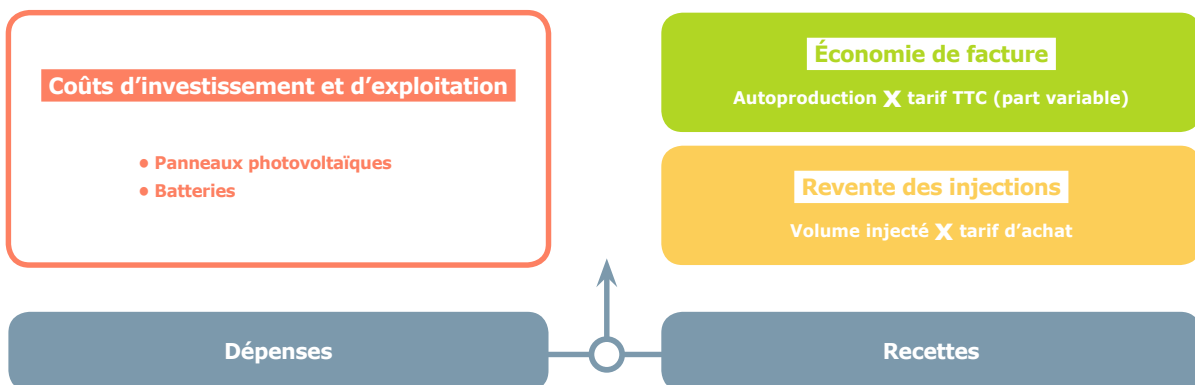 Coûts d’investissement et d’exploitation
• Panneaux photovoltaïques
• Batteries
Économie de facture
Autoproduction X tarif TTC (part variable)
Revente des injections
Volume injecté X tarif d’achat
Dépenses
Recettes